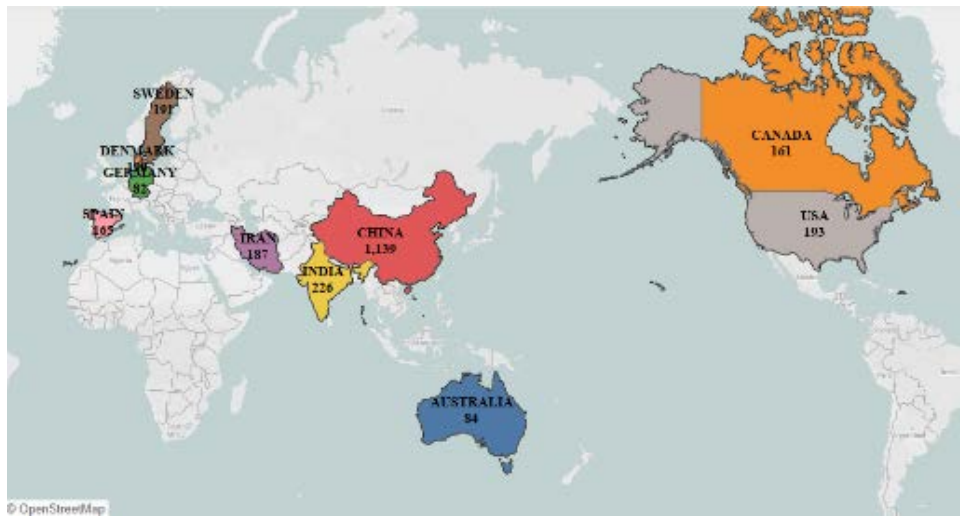 SWEDEN
191
DENMARK
GERMANY
82
SPAIN
165
IRAN
187
CHINA
1,139
INDIA
226
CANADA
161
USA
193
AUSTRALIA
84
© OpenStreetMap